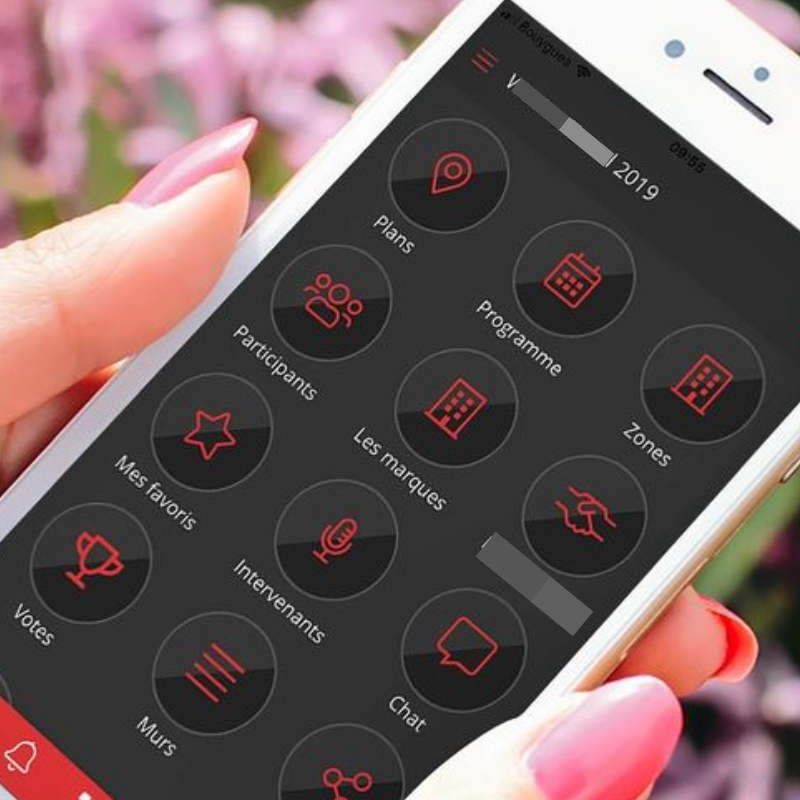 Bouygues
09:55
2019
Plans
Programme
Zones
Participants
Les marques
Mes favoris
Intervenants
Chat
Votes
Murs